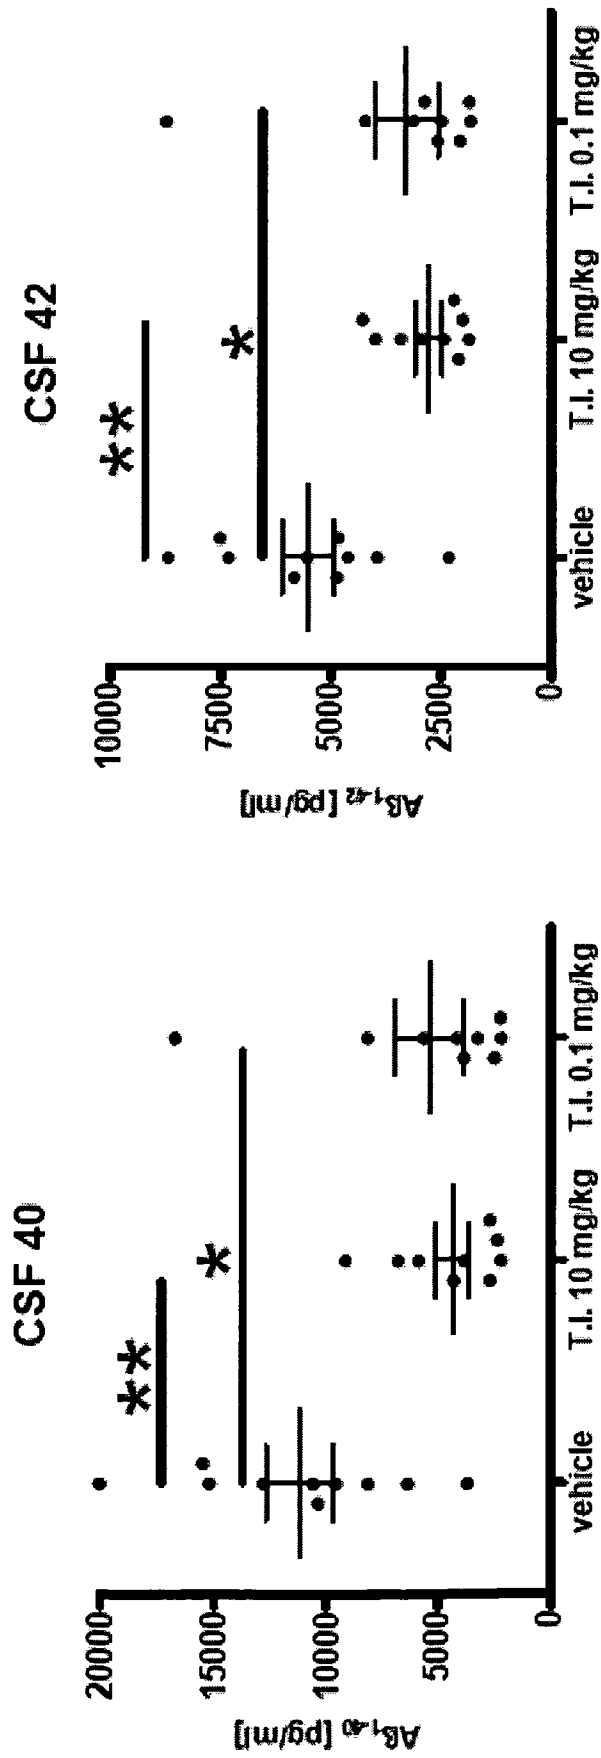 CSF 40
Aβ1-40 [pg/ml]
20000
15000
10000
5000
0
**
*
vehicle
T.I. 10 mg/kg
T.I. 0.1 mg/kg
CSF 42
Aβ1-42 [pg/ml]
10000
7500
5000
2500
0
**
*
vehicle
T.I. 10 mg/kg
T.I. 0.1 mg/kg